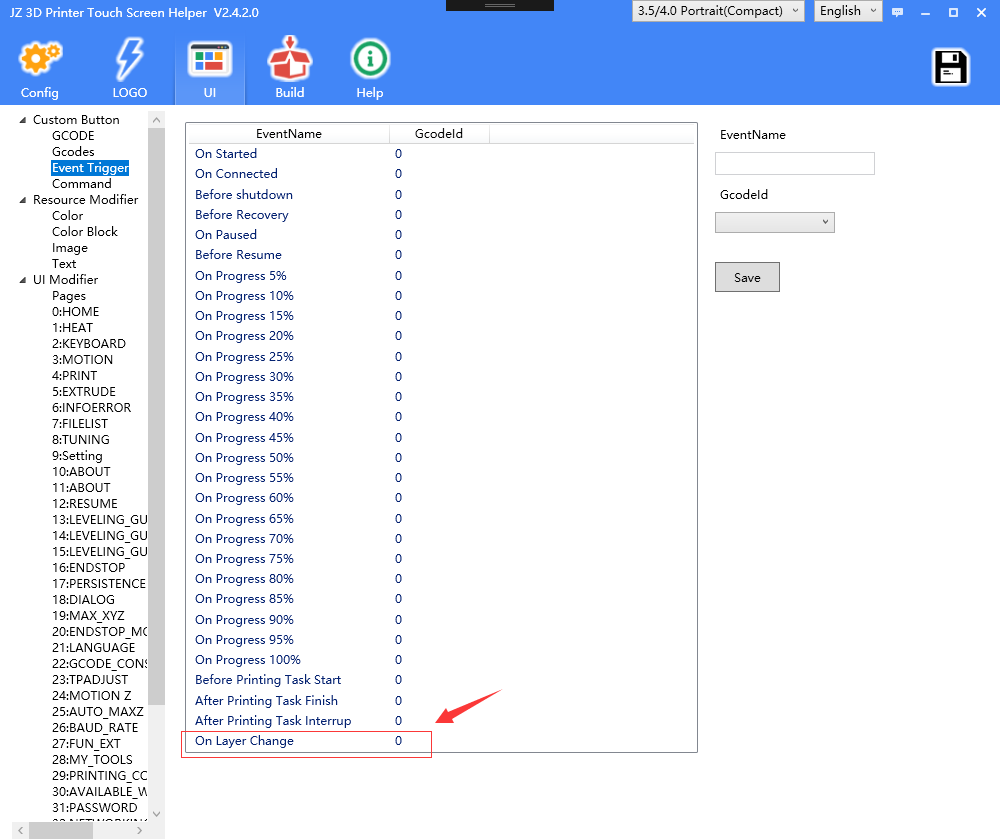 JZ 3D Printer Touch Screen Helper V2.4.2.0
3.5/4.0 Portrait(Compact)
English
Config
LOGO
UI
Build
Help
Custom Button
GCODE
Gcodes
Event Trigger
Command
Resource Modifier
Color
Color Block
Image
Text
UI Modifier
Pages
0:HOME
1:HEAT
2:KEYBOARD
3:MOTION
4:PRINT
5:EXTRUDE
6:INFOERROR
7:FILELIST
8:TUNING
9:Setting
10:ABOUT
11:ABOUT
12:RESUME
13:LEVELING_GU
14:LEVELING_GU
15:LEVELING_GU
16:ENDSTOP
17:PERSISTENCE
18:DIALOG
19:MAX_XYZ
20:ENDSTOP_MO
21:LANGUAGE
22:GCODE_CONS
23:TPADJUST
24:MOTION Z
25:AUTO_MAXZ
26:BAUD_RATE
27:FUN_EXT
28:MY_TOOLS
29:PRINTING_CO
30:AVAILABLE_W
31:PASSWORD
EventName GcodeId
On Started 0
On Connected 0
Before shutdown 0
Before Recovery 0
On Paused 0
Before Resume 0
On Progress 5% 0
On Progress 10% 0
On Progress 15% 0
On Progress 20% 0
On Progress 25% 0
On Progress 30% 0
On Progress 35% 0
On Progress 40% 0
On Progress 45% 0
On Progress 50% 0
On Progress 55% 0
On Progress 60% 0
On Progress 65% 0
On Progress 70% 0
On Progress 75% 0
On Progress 80% 0
On Progress 85% 0
On Progress 90% 0
On Progress 95% 0
On Progress 100% 0
Before Printing Task Start 0
After Printing Task Finish 0
After Printing Task Interrup 0
On Layer Change 0
EventName
GcodeId
Save